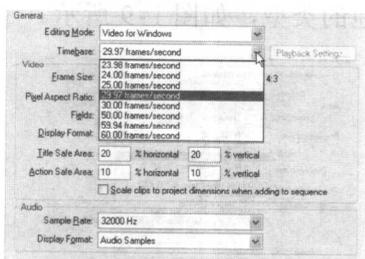 General
Editing Mode: Video for Windows
Timebase: 29.97 frames/second Playback Setting:
Video 23.98 frames/second
Frame Size: 24.00 frames/second 4:3
25.00 frames/second
Pixel Aspect Ratio: 29.97 frames/second
30.00 frames/second
Fields: 50.00 frames/second
59.94 frames/second
Display Format: 60.00 frames/second
Title Safe Area: 20 % horizontal 20 % vertical
Action Safe Area: 10 % horizontal 10 % vertical
Scale clips to project dimensions when adding to sequence
Audio
Sample Rate: 32000 Hz
Display Format: Audio Samples